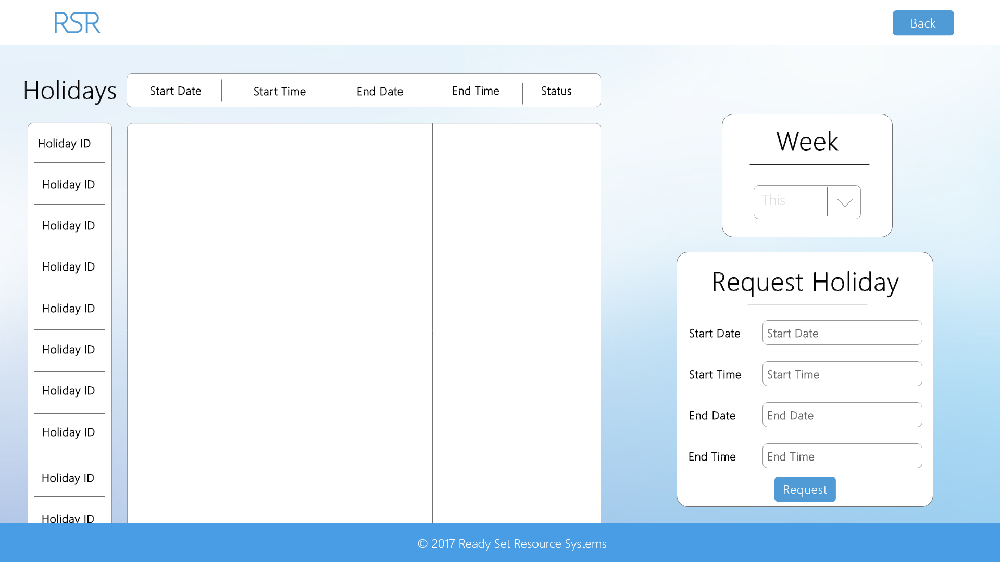 RSR
Back
Holidays
Start Date
Start Time
End Date
End Time
Status
Holiday ID
Holiday ID
Holiday ID
Holiday ID
Holiday ID
Holiday ID
Holiday ID
Holiday ID
Holiday ID
Holiday ID
Week
This
Request Holiday
Start Date Start Date
Start Time Start Time
End Date End Date
End Time End Time
Request
© 2017 Ready Set Resource Systems